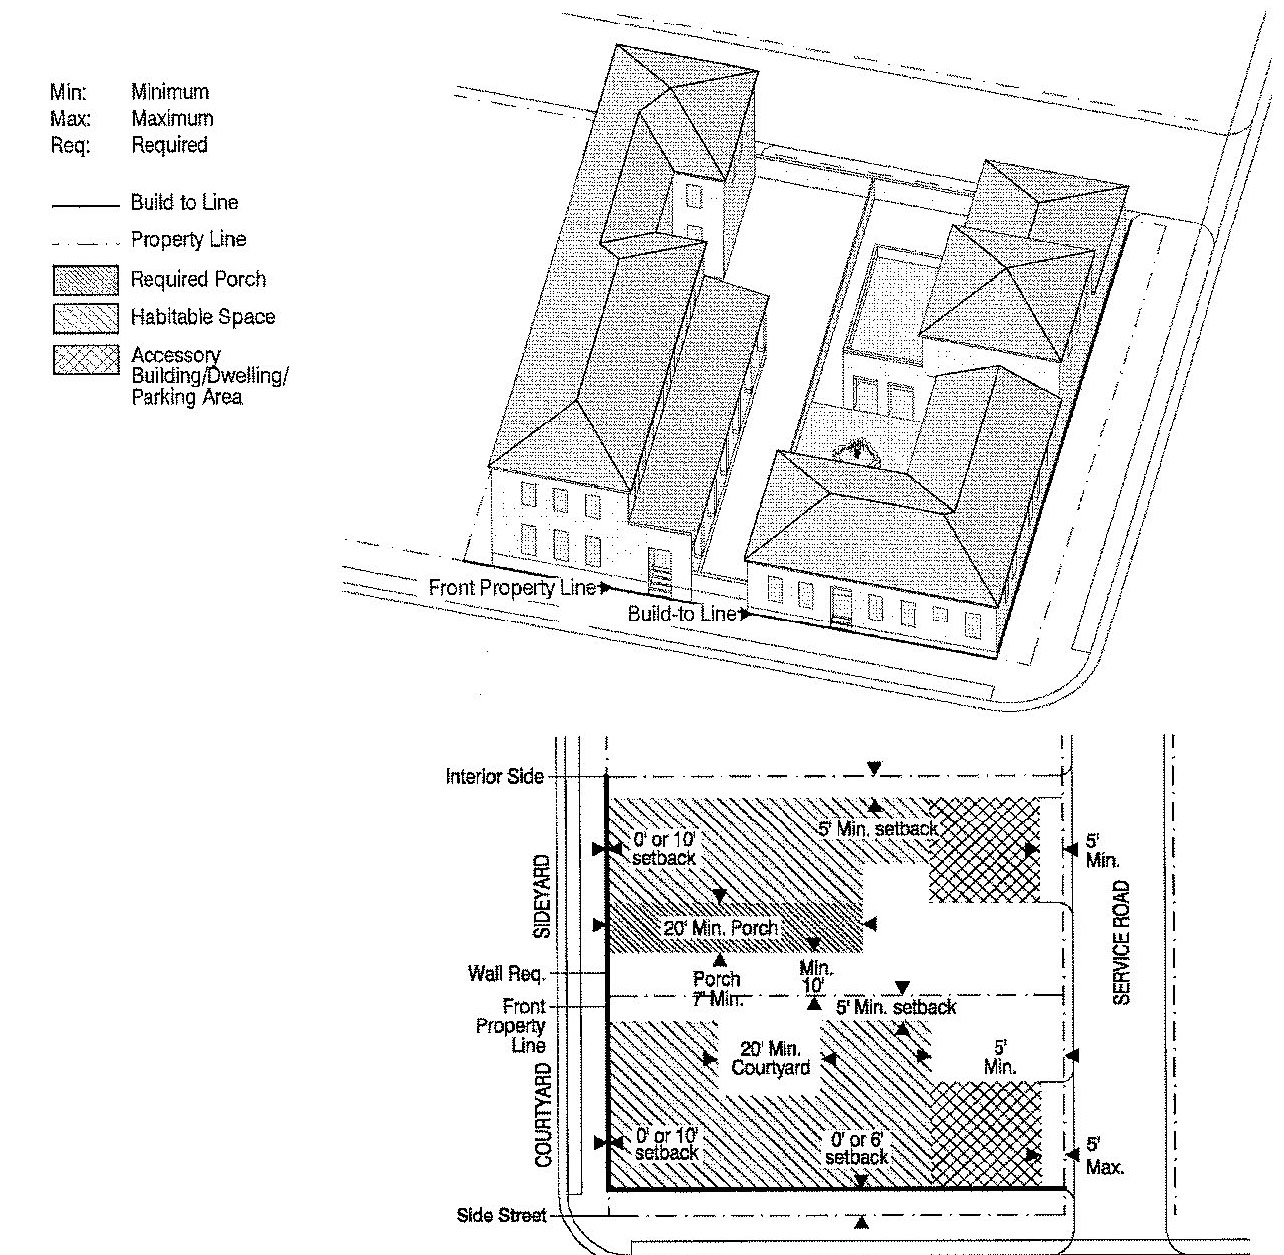 Min: Minimum
Max: Maximum
Req: Required
Build to Line
Property Line
Required Porch
Habitable Space
Accessory
Building/Dwelling/
Parking Area
Front Property Line
Build-to Line
Interior Side
0' or 10'
setback
5' Min. setback
5'
Min.
SIDEYARD
20' Min. Porch
SERVICE ROAD
Wall Req.
Porch
7' Min.
Min.
10'
Front
Property
Line
5' Min. setback
20' Min.
Courtyard
5'
Min.
COURTYARD
0' or 10'
setback
0' or 6'
setback
5'
Max.
Side Street